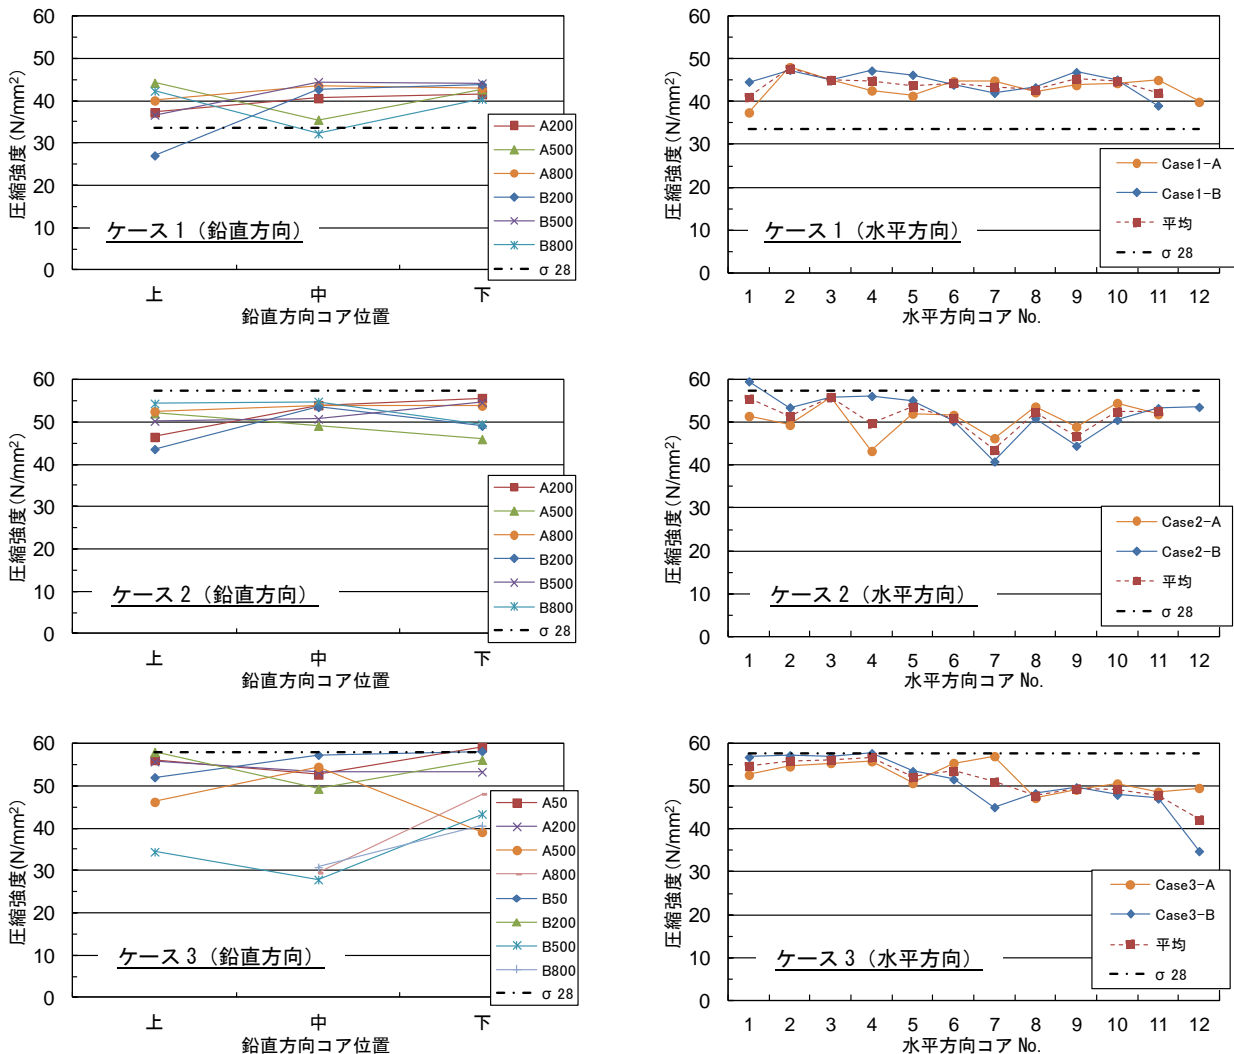 圧縮強度(N/mm²)
60
50
40
30
20
10
0
上
中
下
鉛直方向コア位置
ケース 1（鉛直方向）
A200
A500
A800
B200
B500
B800
σ 28
圧縮強度(N/mm²)
60
50
40
30
20
10
0
1 2 3 4 5 6 7 8 9 10 11 12
水平方向コア No.
ケース 1（水平方向）
Case1-A
Case1-B
平均
σ 28
圧縮強度(N/mm²)
60
50
40
30
20
10
0
上
中
下
鉛直方向コア位置
ケース 2（鉛直方向）
A200
A500
A800
B200
B500
B800
σ 28
圧縮強度(N/mm²)
60
50
40
30
20
10
0
1 2 3 4 5 6 7 8 9 10 11 12
水平方向コア No.
ケース 2（水平方向）
Case2-A
Case2-B
平均
σ 28
圧縮強度(N/mm²)
60
50
40
30
20
10
0
上
中
下
鉛直方向コア位置
ケース 3（鉛直方向）
A50
A200
A500
A800
B50
B200
B500
B800
σ 28
圧縮強度(N/mm²)
60
50
40
30
20
10
0
1 2 3 4 5 6 7 8 9 10 11 12
水平方向コア No.
ケース 3（水平方向）
Case3-A
Case3-B
平均
σ 28